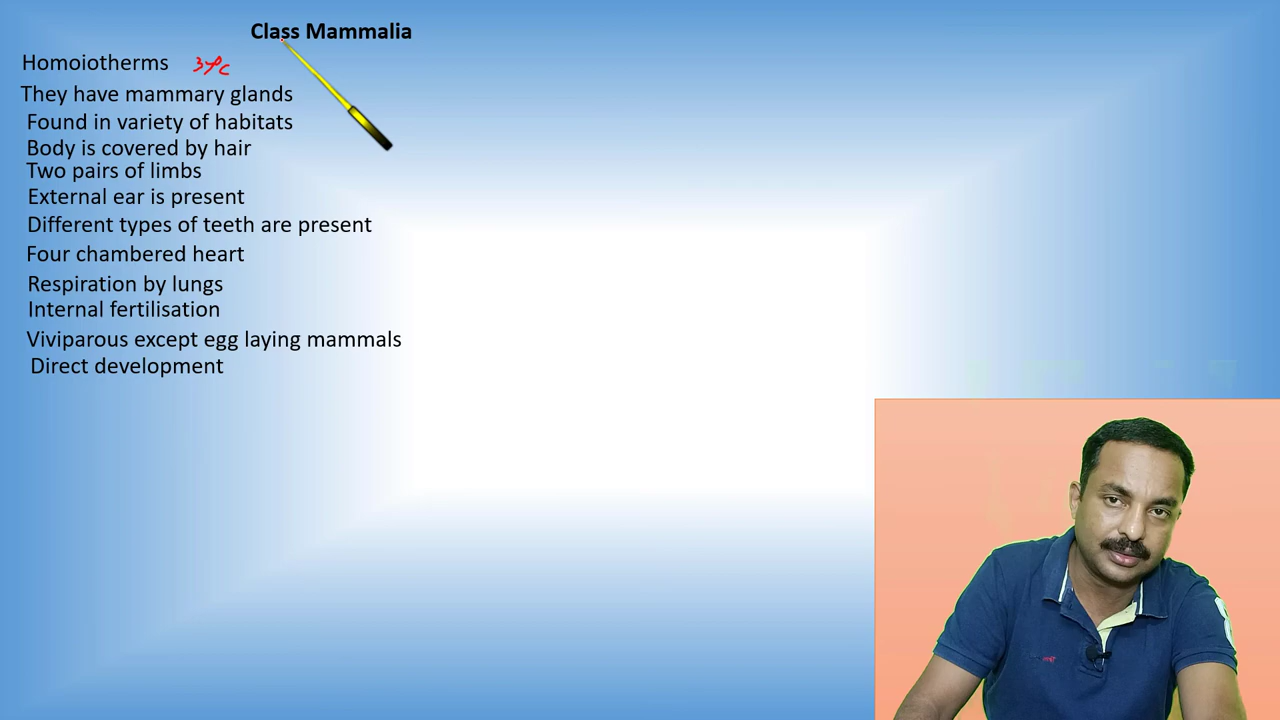 Class Mammalia
Homoiotherms
They have mammary glands
Found in variety of habitats
Body is covered by hair
Two pairs of limbs
External ear is present
Different types of teeth are present
Four chambered heart
Respiration by lungs
Internal fertilisation
Viviparous except egg laying mammals
Direct development